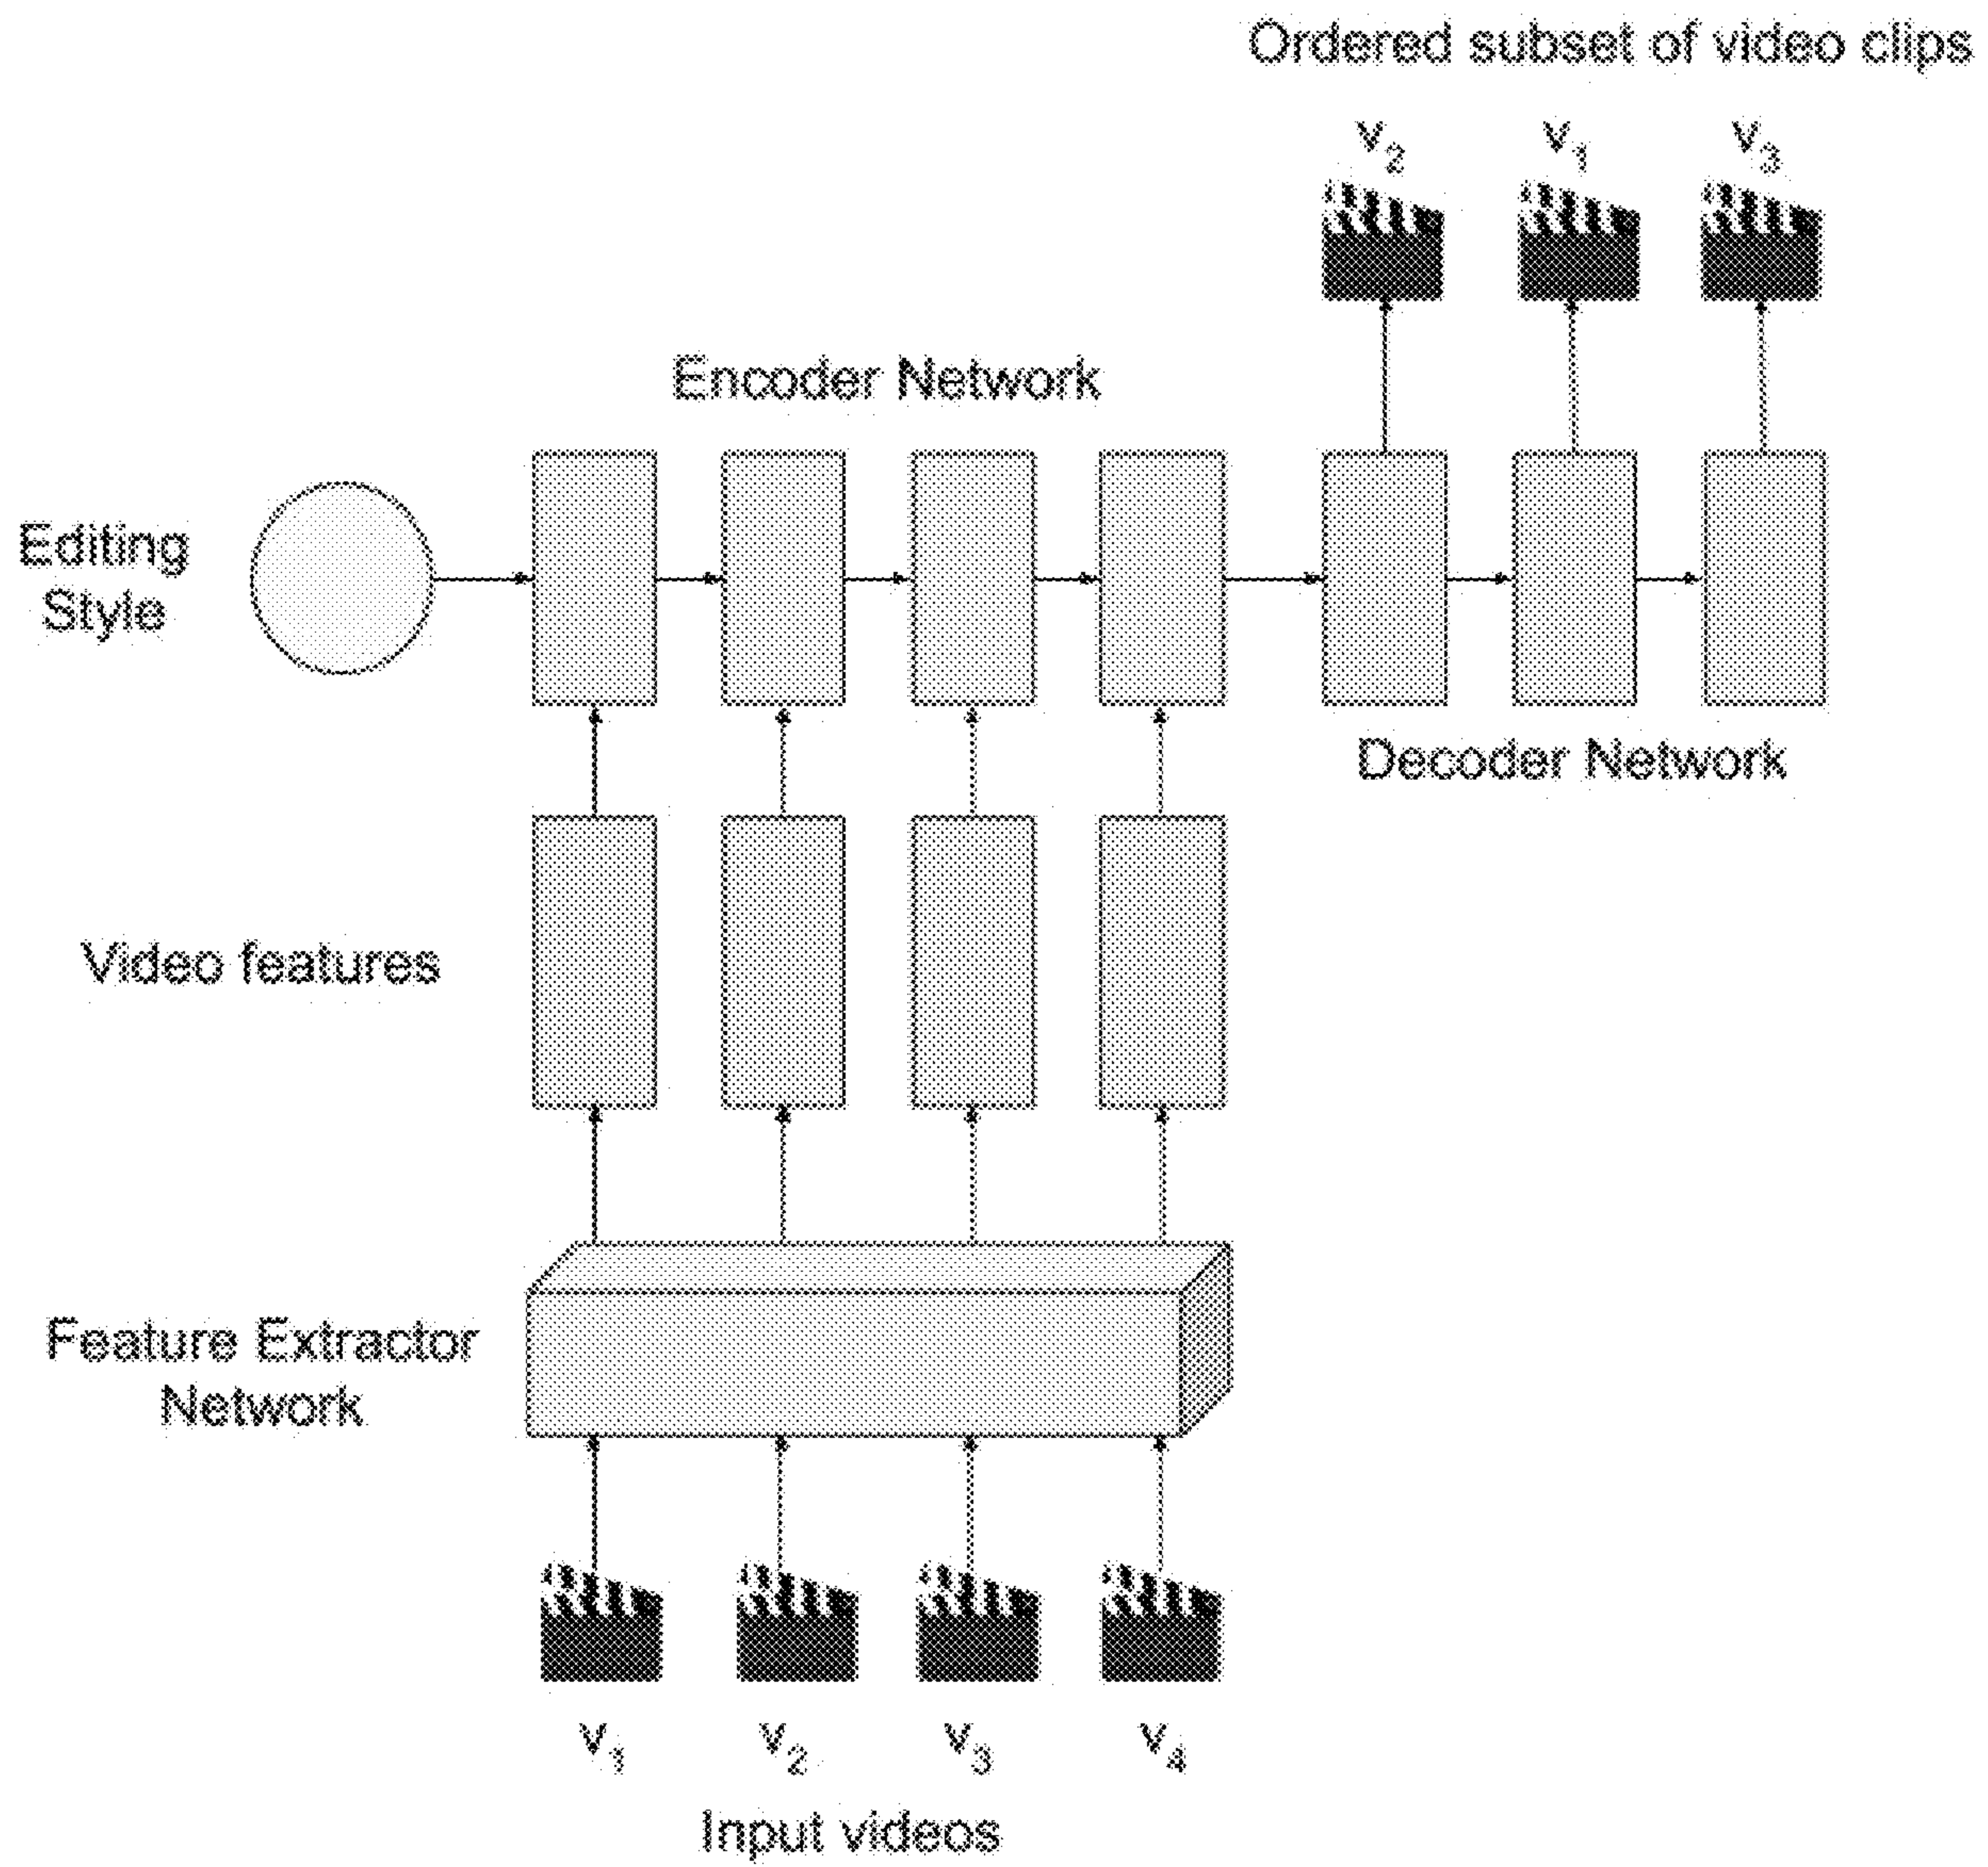 Ordered subset of video clips
v2 v1 v3
Encoder Network
Editing
Style
Decoder Network
Video features
Feature Extractor
Network
v1 v2 v3 v4
Input videos